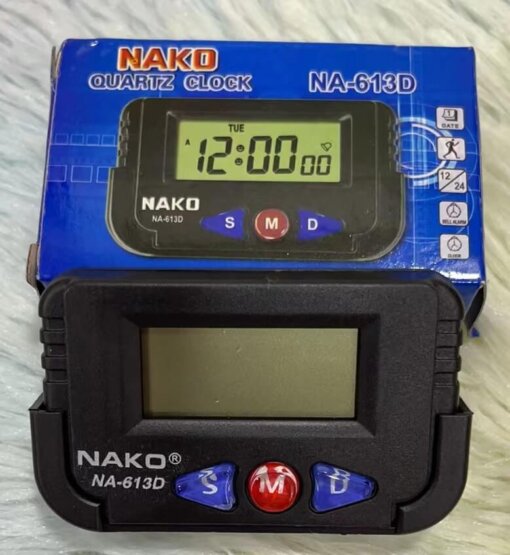 NAKO
QUARTZ CLOCK
NA-613D
TUE
A 12:00 00
NAKO
NA-613D
S M D
1
DATE
12/24
BELL ALARM
NAKO®
NA-613D
S M D